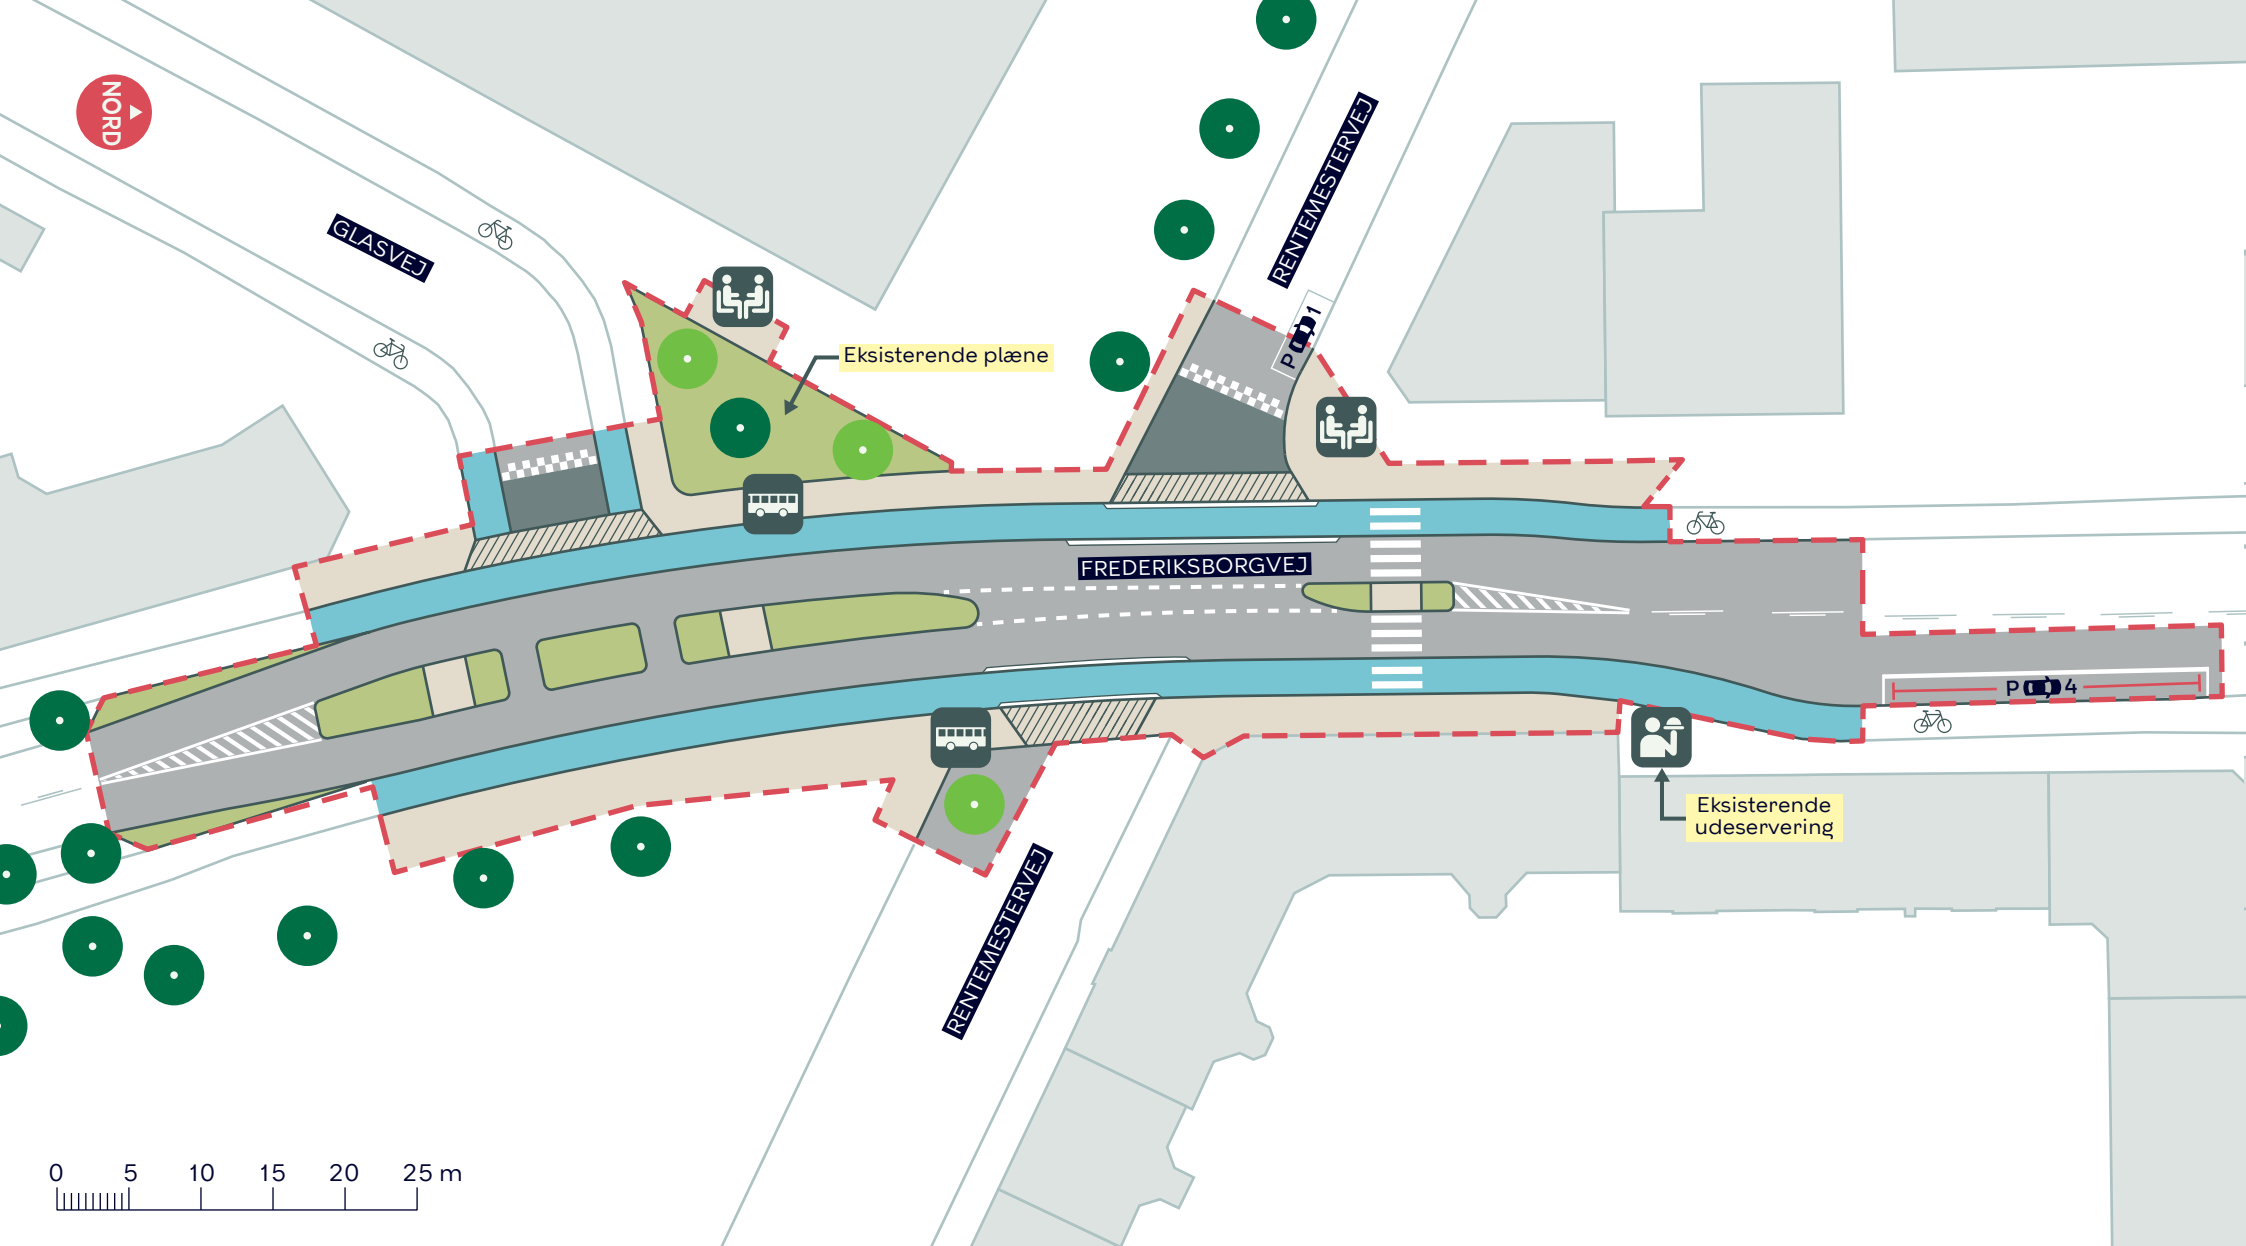 NORD
GLASVEJ
RENTEMESTERVEJ
P 1
Eksisterende plæne
FREDERIKSBORGVEJ
P 4
Eksisterende
udeservering
RENTEMESTERVEJ
0 5 10 15 20 25 m